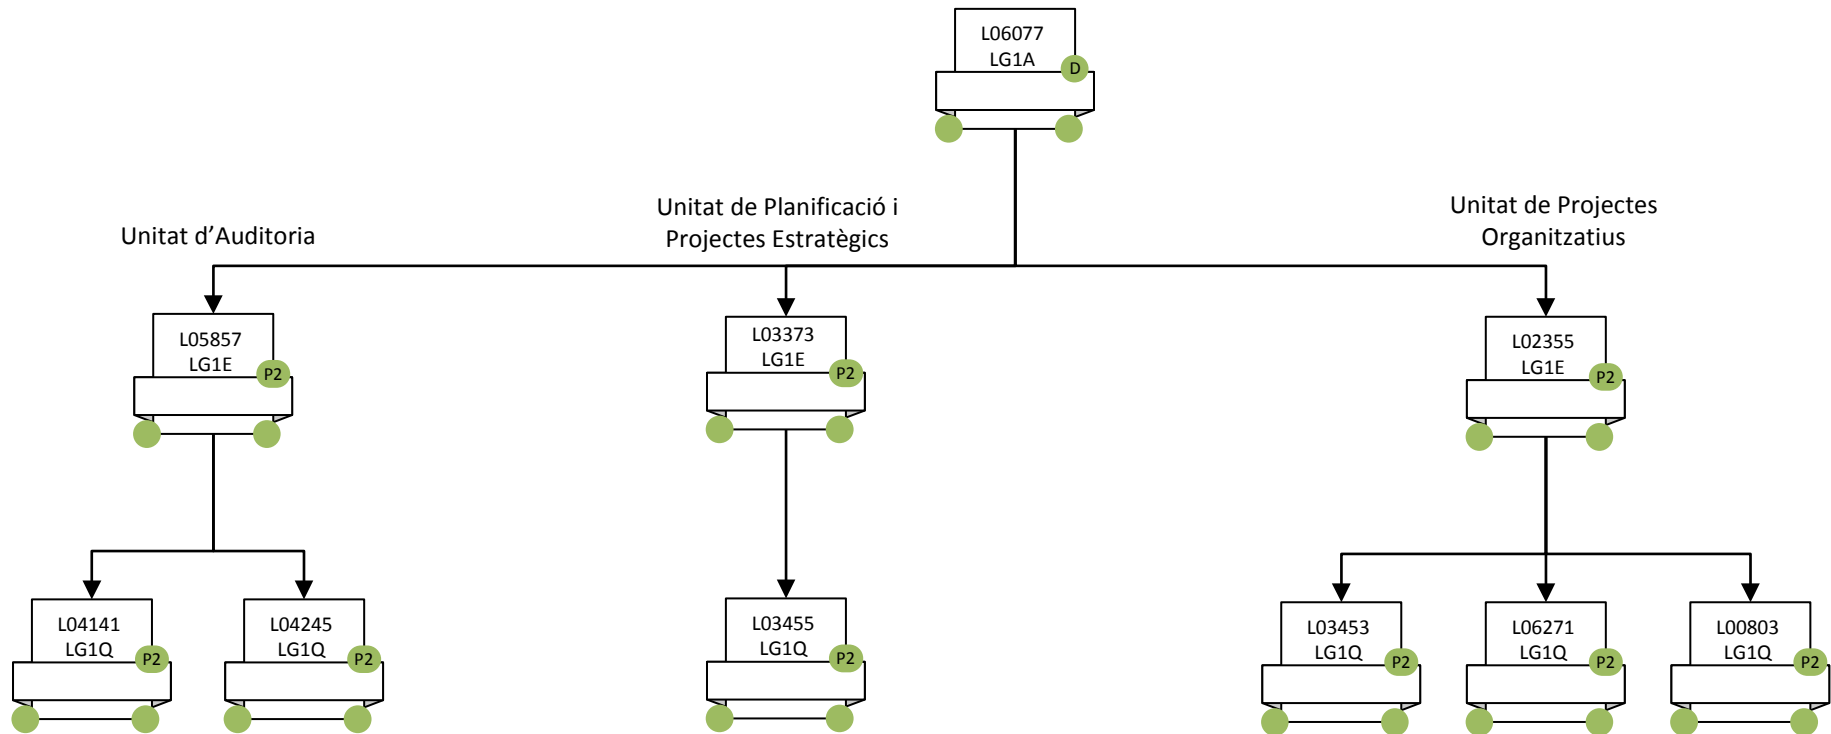 L06077
LG1A
D
Unitat d’Auditoria
Unitat de Planificació i
Projectes Estratègics
Unitat de Projectes
Organitzatius
L05857
LG1E
P2
L03373
LG1E
P2
L02355
LG1E
P2
L04141
LG1Q
P2
L04245
LG1Q
P2
L03455
LG1Q
P2
L03453
LG1Q
P2
L06271
LG1Q
P2
L00803
LG1Q
P2